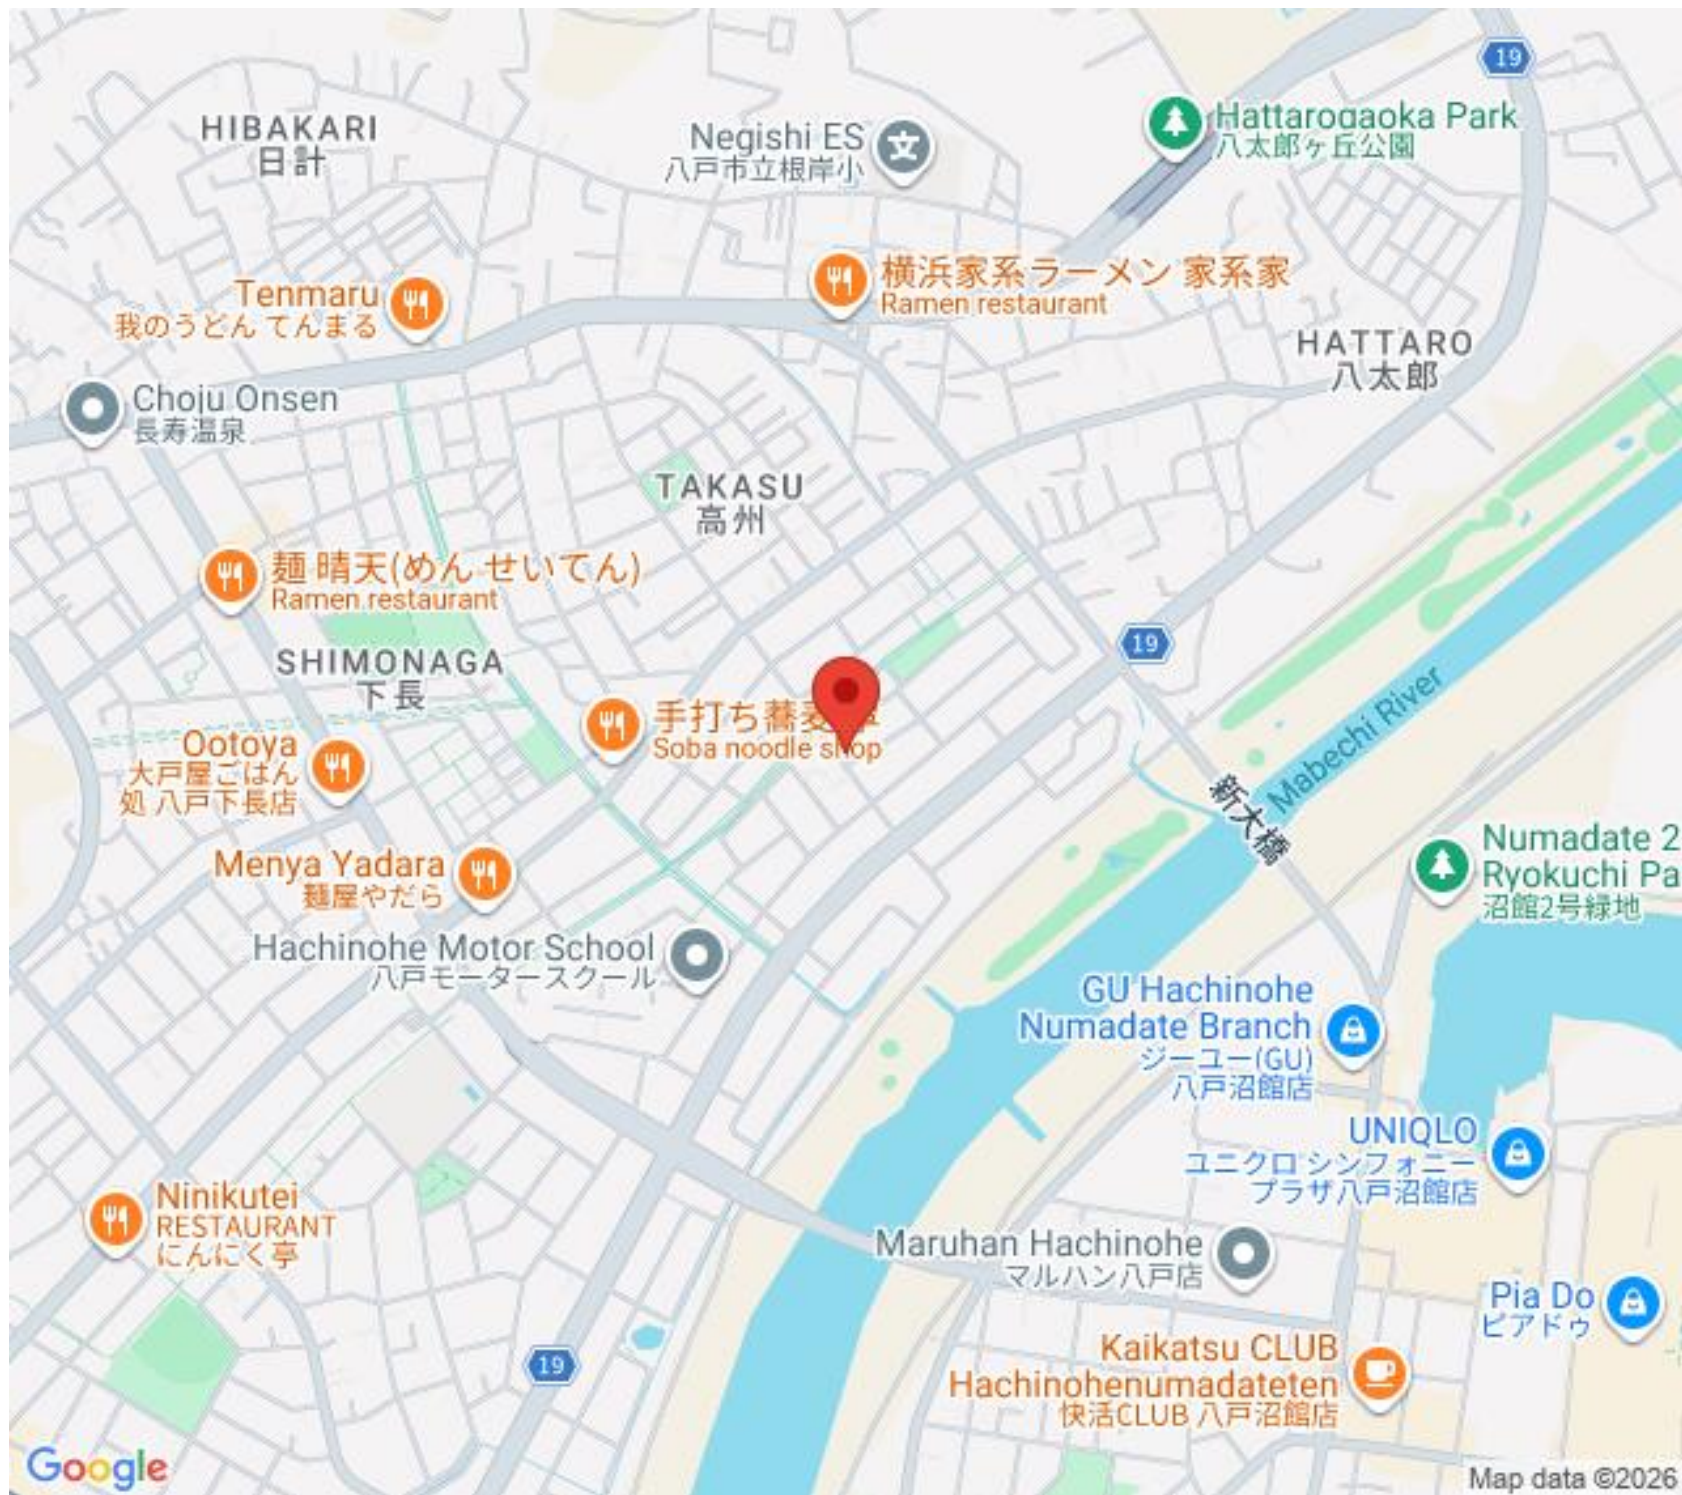 19
HIBAKARI
日計
Negishi ES
八戸市立根岸小
Hattarogaoka Park
八太郎ヶ丘公園
横浜家系ラーメン 家系家
Ramen restaurant
Tenmaru
我のうどん てんまる
HATTARO
八太郎
Choju Onsen
長寿温泉
TAKASU
高州
麺 晴天(めん せいてん)
Ramen restaurant
19
SHIMONAGA
下長
手打ち蕎麦
Soba noodle shop
Ootoya
大戸屋ごはん
処 八戸下長店
Mabechi River
新大橋
Numadate 2
Ryokuchi Pa
沼館2号緑地
Menya Yadara
麺屋やだら
Hachinohe Motor School
八戸モータースクール
GU Hachinohe
Numadate Branch
ジーユー(GU)
八戸沼館店
UNIQLO
ユニクロ シンフォニー
プラザ八戸沼館店
Ninikutei
RESTAURANT
にんにく亭
Maruhan Hachinohe
マルハン八戸店
Pia Do
ピアドゥ
Kaikatsu CLUB
Hachinohenumadateten
快活CLUB 八戸沼館店
19
Google
Map data ©2026